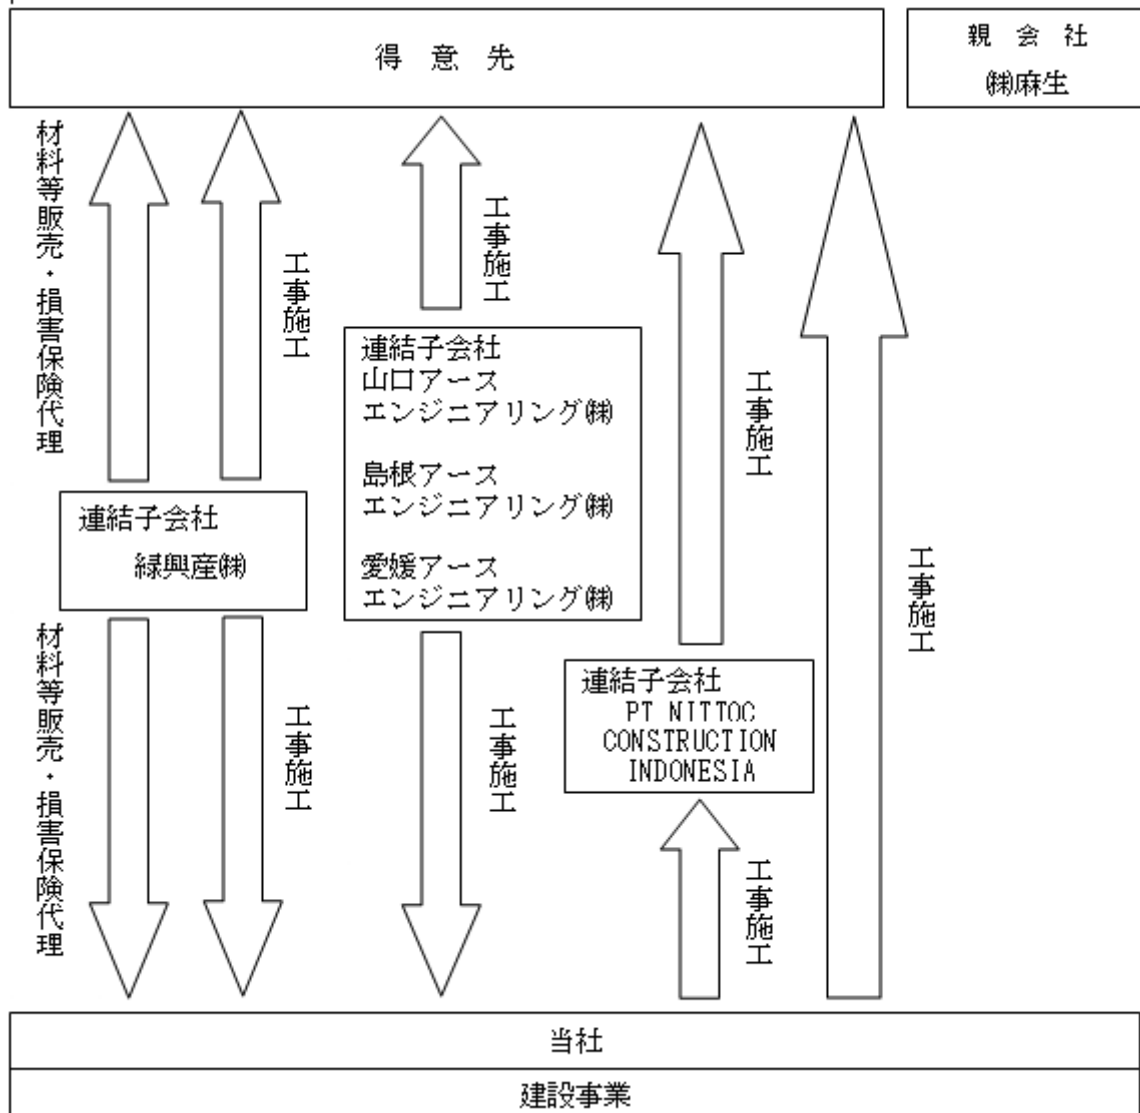 得 意 先
親 会 社
㈱麻生
材料等販売・損害保険代理
工事施工
工事施工
工事施工
工事施工
連結子会社
山口アース
エンジニアリング㈱
島根アース
エンジニアリング㈱
愛媛アース
エンジニアリング㈱
連結子会社
緑興産㈱
連結子会社
PT NITTOC
CONSTRUCTION
INDONESIA
材料等販売・損害保険代理
工事施工
工事施工
工事施工
当社
建設事業